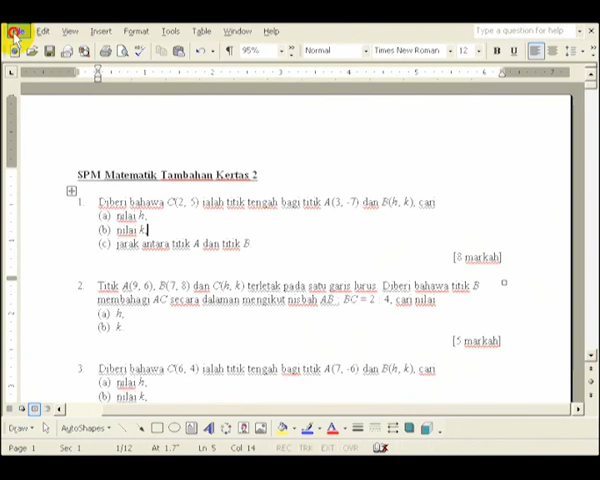 File Edit View Insert Format Tools Table Window Help Type a question for help
95% Normal Times New Roman 12 B U
SPM Matematik Tambahan Kertas 2
1. Diberi bahawa C(2, 5) ialah titik tengah bagi titik A(3, -7) dan B(h, k), cari
(a) nilai h,
(b) nilai k,
(c) jarak antara titik A dan titik B.
[8 markah]
2. Titik A(9, 6), B(7, 8) dan C(h, k) terletak pada satu garis lurus. Diberi bahawa titik B
membahagi AC secara dalaman mengikut nisbah AB : BC = 2 : 4, cari nilai
(a) h,
(b) k.
[5 markah]
3. Diberi bahawa C(6, 4) ialah titik tengah bagi titik A(7, -6) dan B(h, k), cari
(a) nilai h,
(b) nilai k,
Draw AutoShapes
Page 1 Sec 1 1/12 At 1.7" Ln 5 Col 14 REC TRK EXT OVR